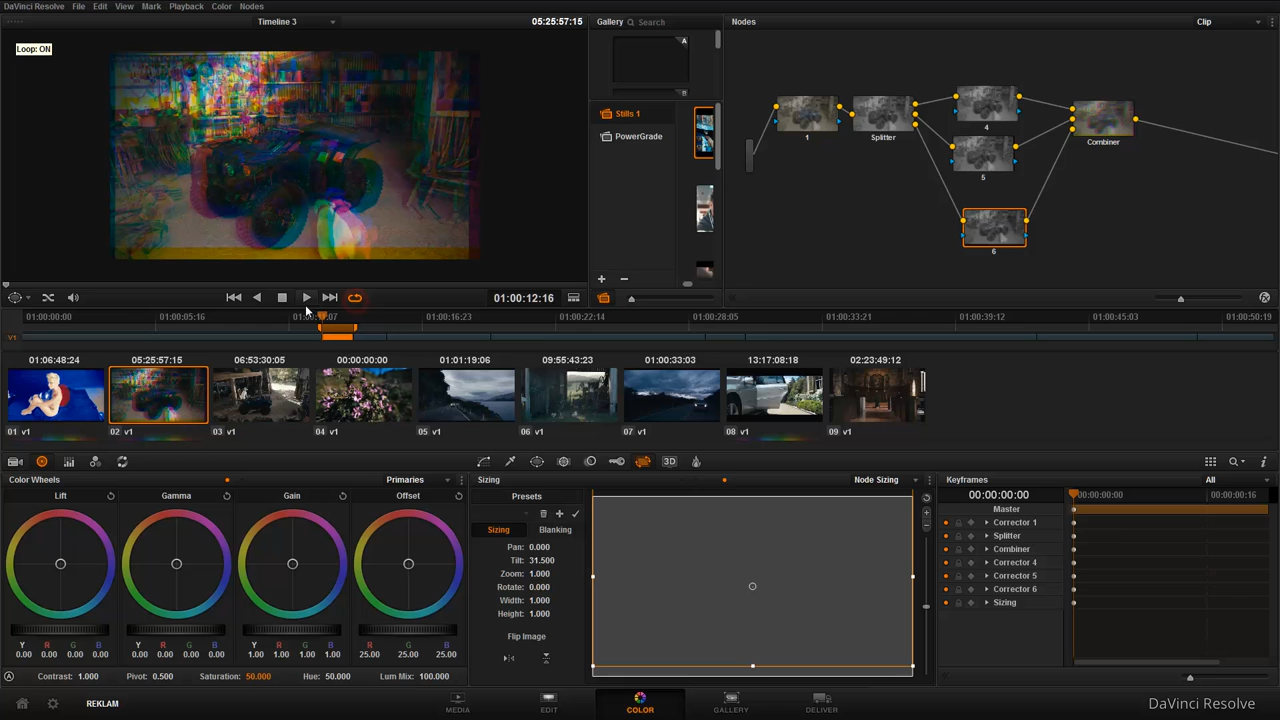 DaVinci Resolve File Edit View Mark Playback Color Nodes
Timeline 3 05:25:57:15 Gallery Search Nodes Clip
Loop: ON
A
B
Stills 1
PowerGrade
1 Splitter 4 Combiner
5
6
01:00:12:16
01:00:00:00 01:00:05:16 01:00:16:23 01:00:22:14 01:00:28:05 01:00:33:21 01:00:39:12 01:00:45:03 01:00:50:19
V1
01:06:48:24 05:25:57:15 06:53:30:05 00:00:00:00 01:01:19:06 09:55:43:23 01:00:33:03 13:17:08:18 02:23:49:12
01 v1 02 v1 03 v1 04 v1 05 v1 06 v1 07 v1 08 v1 09 v1
3D
Color Wheels Primaries Sizing Node Sizing Keyframes All
Lift Gamma Gain Offset Presets 00:00:00:00 00:00:00:00 00:00:00:16
Master
Sizing Blanking Corrector 1
Splitter
Pan: 0.000 Combiner
Tilt: 31.500 Corrector 4
Zoom: 1.000 Corrector 5
Rotate: 0.000 Corrector 6
Width: 1.000 Sizing
Height: 1.000
Flip Image
Y R G B Y R G B Y R G B R G B
0.00 0.00 0.00 0.00 0.00 0.00 0.00 0.00 1.00 1.00 1.00 1.00 25.00 25.00 25.00
A Contrast: 1.000 Pivot: 0.500 Saturation: 50.000 Hue: 50.000 Lum Mix: 100.000
REKLAM MEDIA EDIT COLOR GALLERY DELIVER DaVinci Resolve